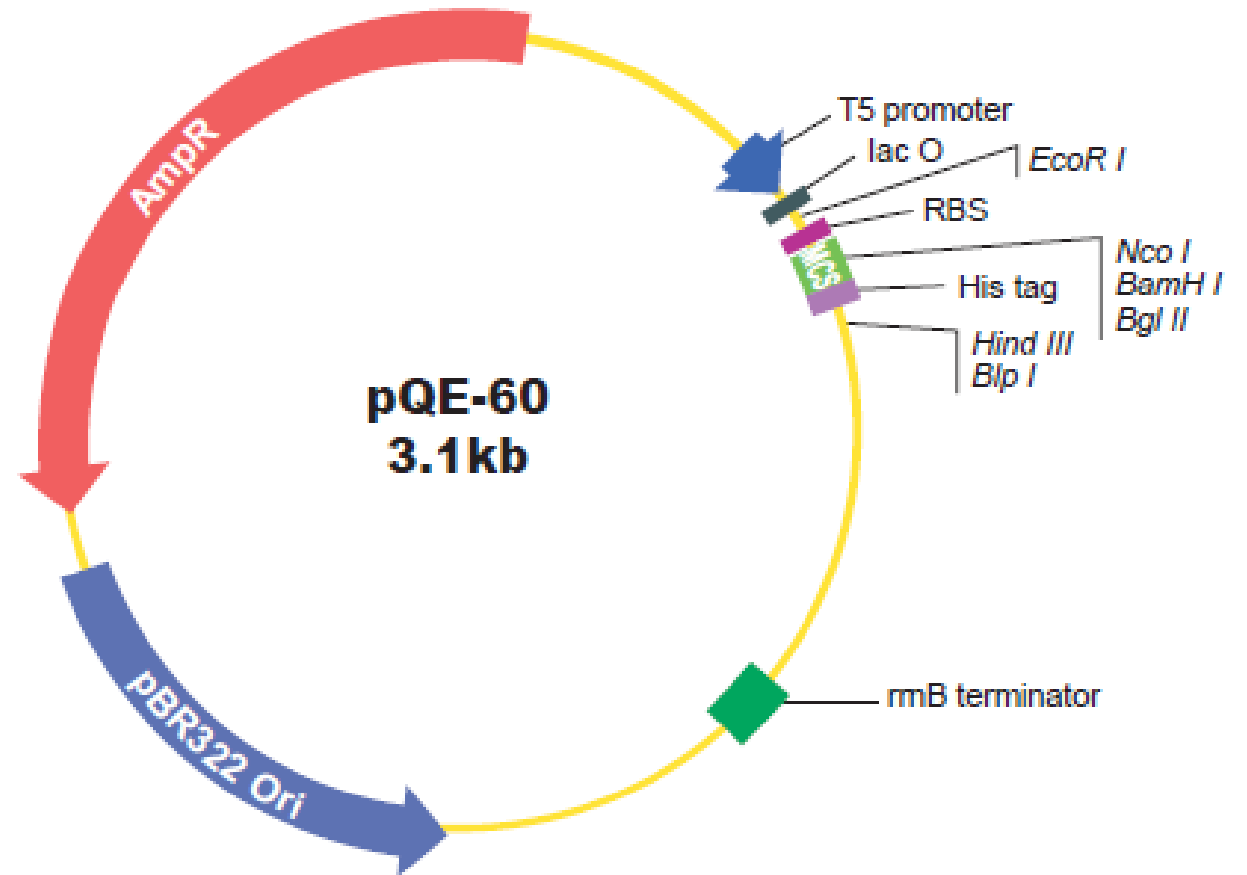 T5 promoter
lac O
EcoR I
RBS
Nco I
BamH I
Bgl II
MCS
His tag
Hind III
Blp I
AmpR
pQE-60
3.1kb
rrnB terminator
pBR322 Ori